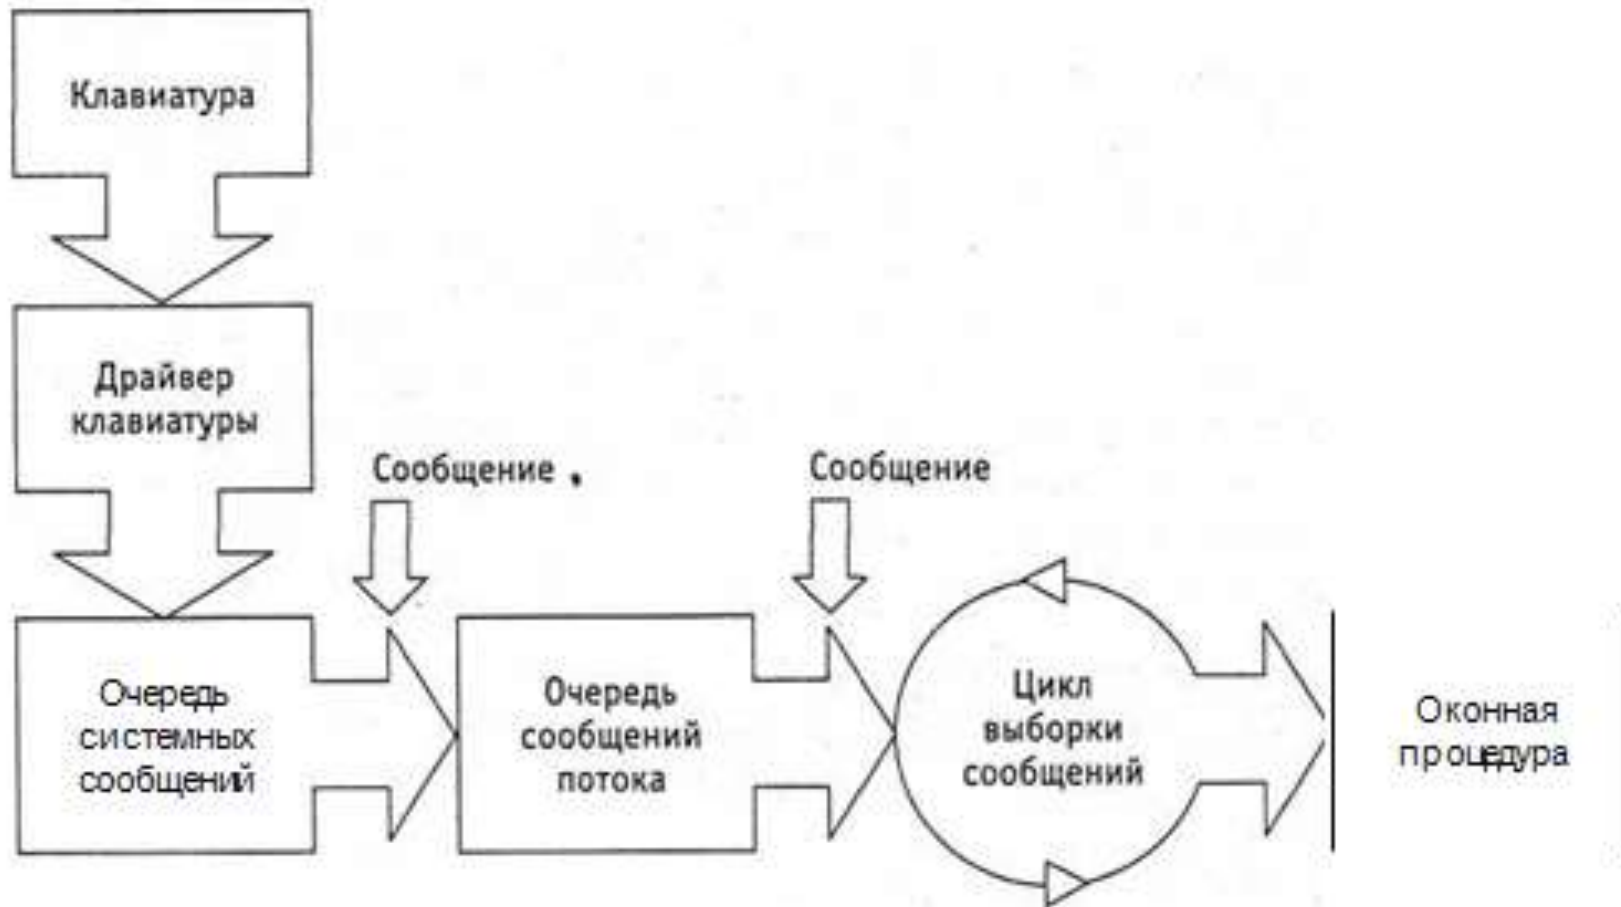 Клавиатура
Драйвер
клавиатуры
Сообщение
Сообщение
Очередь
системных
сообщений
Очередь
сообщений
потока
Цикл
выборки
сообщений
Оконная
процедура